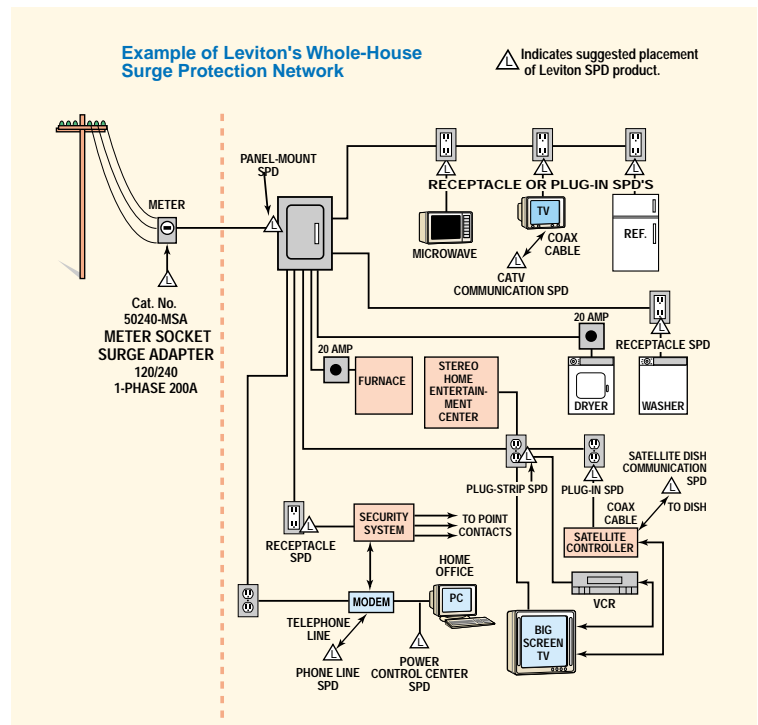 Example of Leviton's Whole-House
Surge Protection Network
L Indicates suggested placement
of Leviton SPD product.
PANEL-MOUNT
SPD
L
METER
L
Cat. No.
50240-MSA
METER SOCKET
SURGE ADAPTER
120/240
1-PHASE 200A
L
L
L
RECEPTACLE OR PLUG-IN SPD'S
MICROWAVE
TV
COAX
CABLE
L
CATV
COMMUNICATION SPD
REF.
20 AMP
L
RECEPTACLE SPD
DRYER
WASHER
20 AMP
FURNACE
STEREO
HOME
ENTERTAIN-
MENT
CENTER
L
PLUG-STRIP SPD
L
PLUG-IN SPD
SATELLITE DISH
COMMUNICATION
SPD
L
COAX
CABLE
TO DISH
SATELLITE
CONTROLLER
L
RECEPTACLE
SPD
SECURITY
SYSTEM
TO POINT
CONTACTS
HOME
OFFICE
MODEM
PC
TELEPHONE
LINE
L
PHONE LINE
SPD
L
POWER
CONTROL CENTER
SPD
VCR
BIG
SCREEN
TV